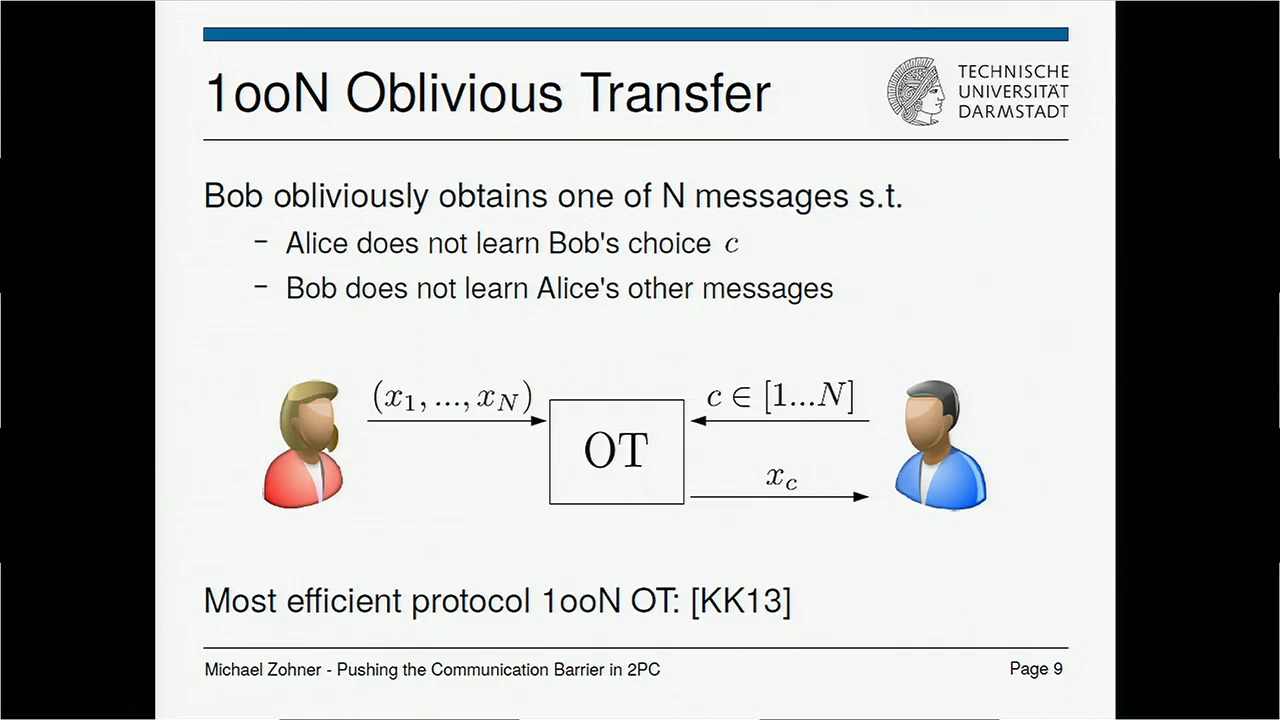 1ooN Oblivious Transfer
TECHNISCHE
UNIVERSITÄT
DARMSTADT
Bob obliviously obtains one of N messages s.t.
– Alice does not learn Bob's choice c
– Bob does not learn Alice's other messages
(x₁, ..., x_N)
c ∈ [1...N]
OT
x_c
Most efficient protocol 1ooN OT: [KK13]
Michael Zohner - Pushing the Communication Barrier in 2PC
Page 9